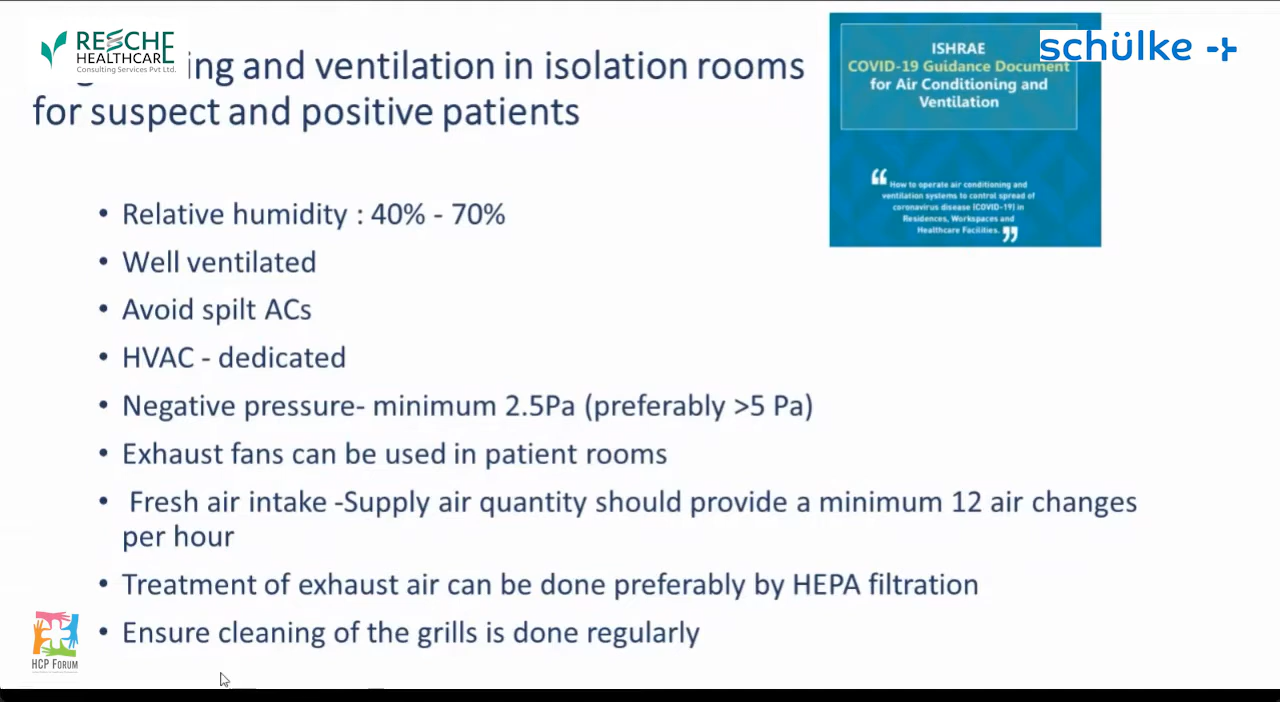 RESCHE
HEALTHCARE
Consulting Services Pvt Ltd.
ing and ventilation in isolation rooms
for suspect and positive patients
schülke
ISHRAE
COVID-19 Guidance Document
for Air Conditioning and
Ventilation
“ How to operate air conditioning and
ventilation systems to control spread of
coronavirus disease (COVID-19) in
Residences, Workspaces and
Healthcare Facilities. ”
• Relative humidity : 40% - 70%
• Well ventilated
• Avoid spilt ACs
• HVAC - dedicated
• Negative pressure- minimum 2.5Pa (preferably >5 Pa)
• Exhaust fans can be used in patient rooms
• Fresh air intake -Supply air quantity should provide a minimum 12 air changes
per hour
• Treatment of exhaust air can be done preferably by HEPA filtration
• Ensure cleaning of the grills is done regularly
HCP FORUM